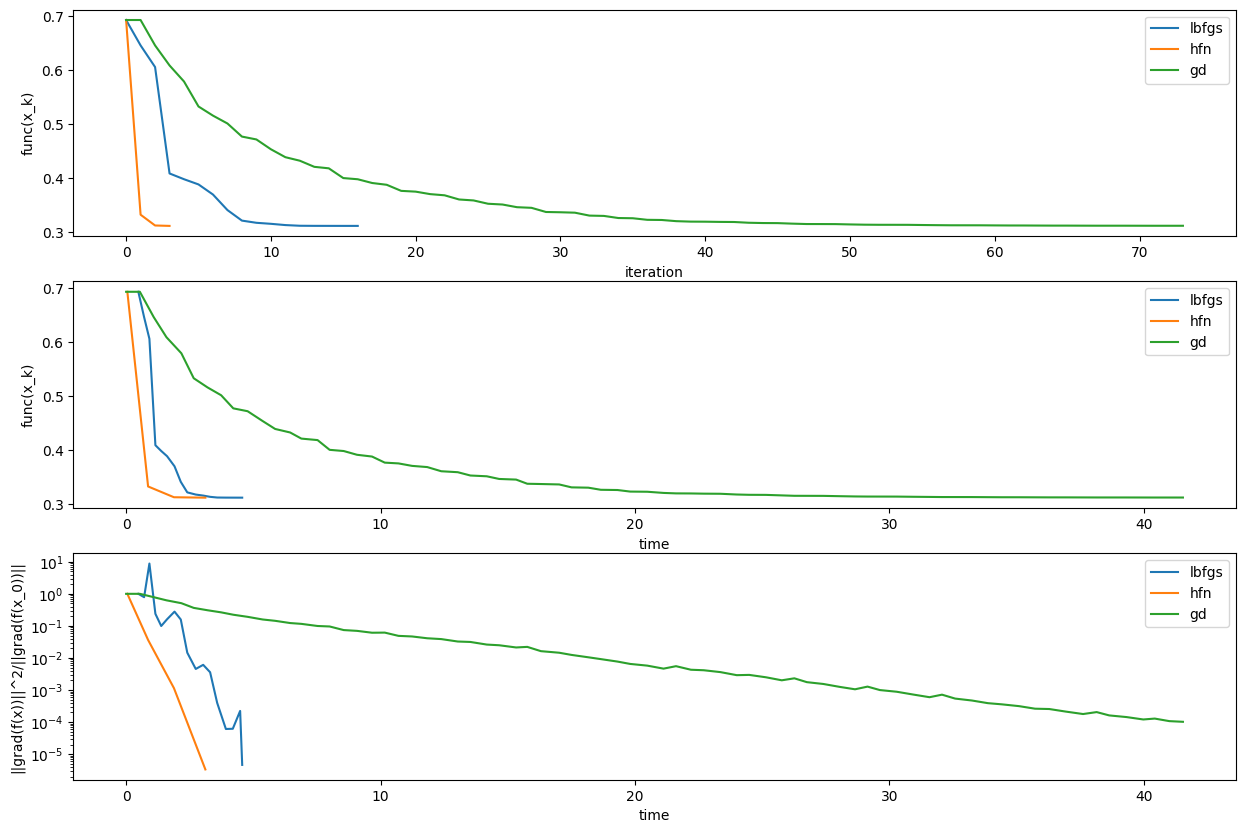 0.7
0.6
0.5
0.4
0.3
func(x_k)
lbfgs
hfn
gd
0 10 20 30 40 50 60 70
iteration
0.7
0.6
0.5
0.4
0.3
func(x_k)
lbfgs
hfn
gd
0 10 20 30 40
time
10^1
10^0
10^-1
10^-2
10^-3
10^-4
10^-5
||grad(f(x))||^2/||grad(f(x_0))||
lbfgs
hfn
gd
0 10 20 30 40
time